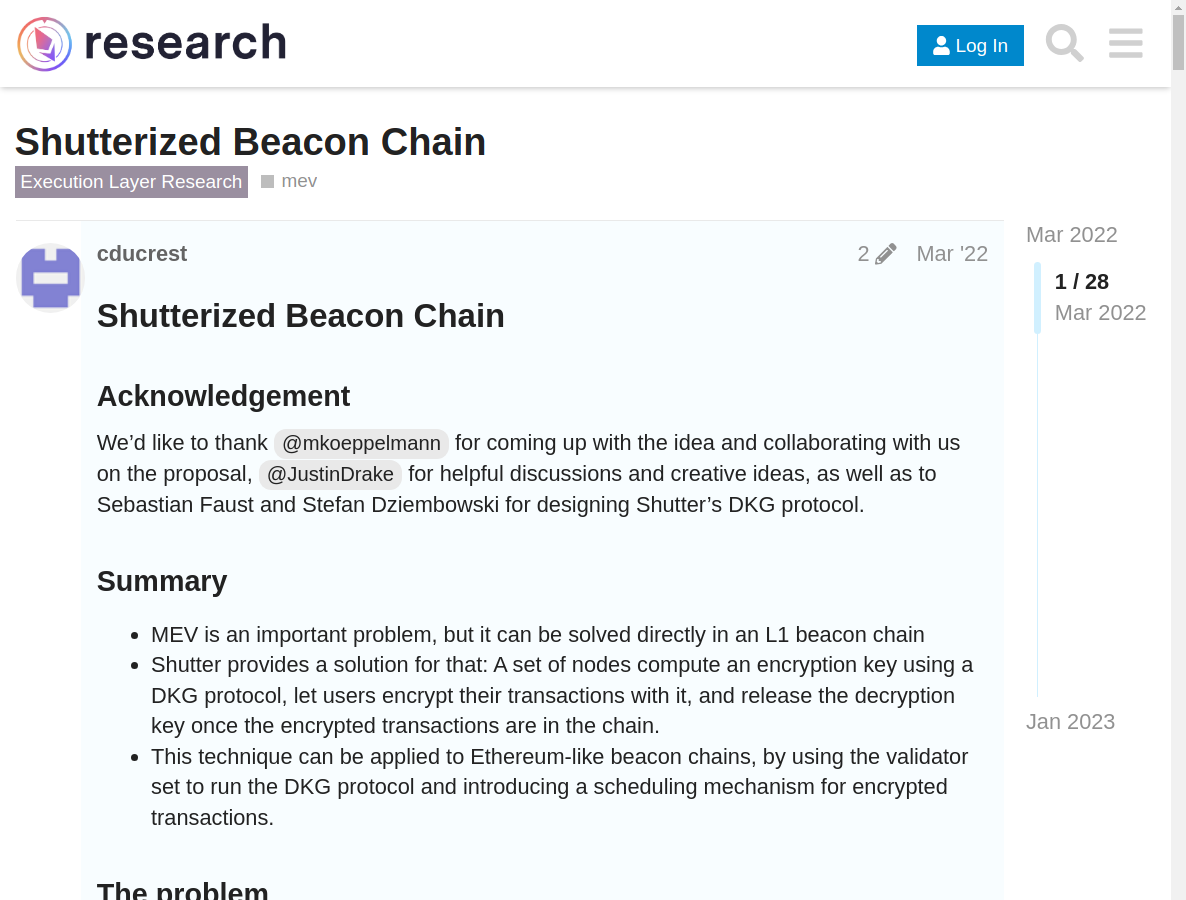 research
Log In
Shutterized Beacon Chain
Execution Layer Research
mev
cducrest
2
Mar '22
Shutterized Beacon Chain
Acknowledgement
We’d like to thank @mkoeppelmann for coming up with the idea and collaborating with us
on the proposal, @JustinDrake for helpful discussions and creative ideas, as well as to
Sebastian Faust and Stefan Dziembowski for designing Shutter’s DKG protocol.
Summary
• MEV is an important problem, but it can be solved directly in an L1 beacon chain
• Shutter provides a solution for that: A set of nodes compute an encryption key using a
DKG protocol, let users encrypt their transactions with it, and release the decryption
key once the encrypted transactions are in the chain.
• This technique can be applied to Ethereum-like beacon chains, by using the validator
set to run the DKG protocol and introducing a scheduling mechanism for encrypted
transactions.
The problem
Mar 2022
1 / 28
Mar 2022
Jan 2023